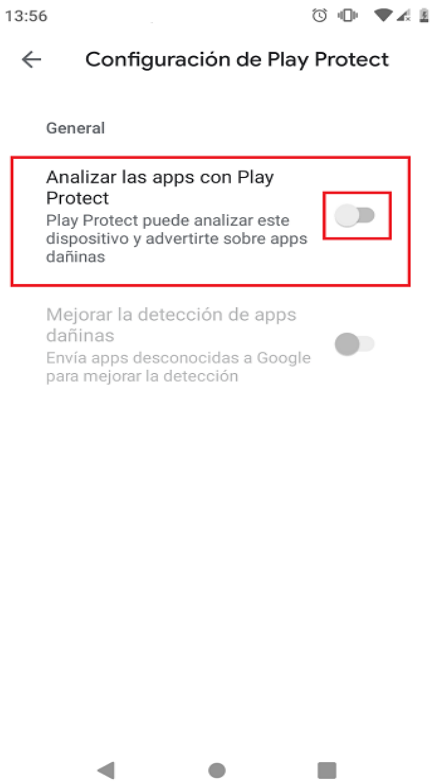 13:56
Configuración de Play Protect
General
Analizar las apps con Play
Protect
Play Protect puede analizar este
dispositivo y advertirte sobre apps
dañinas
Mejorar la detección de apps
dañinas
Envía apps desconocidas a Google
para mejorar la detección